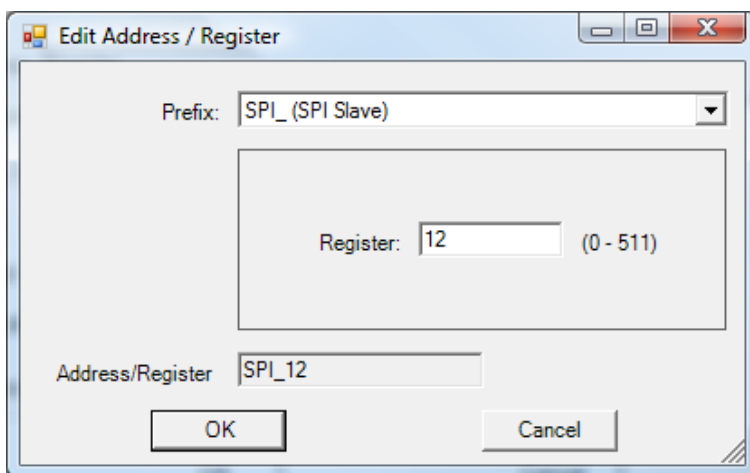 Edit Address / Register
Prefix: SPI_ (SPI Slave)
Register: 12 (0 - 511)
Address/Register SPI_12
OK Cancel